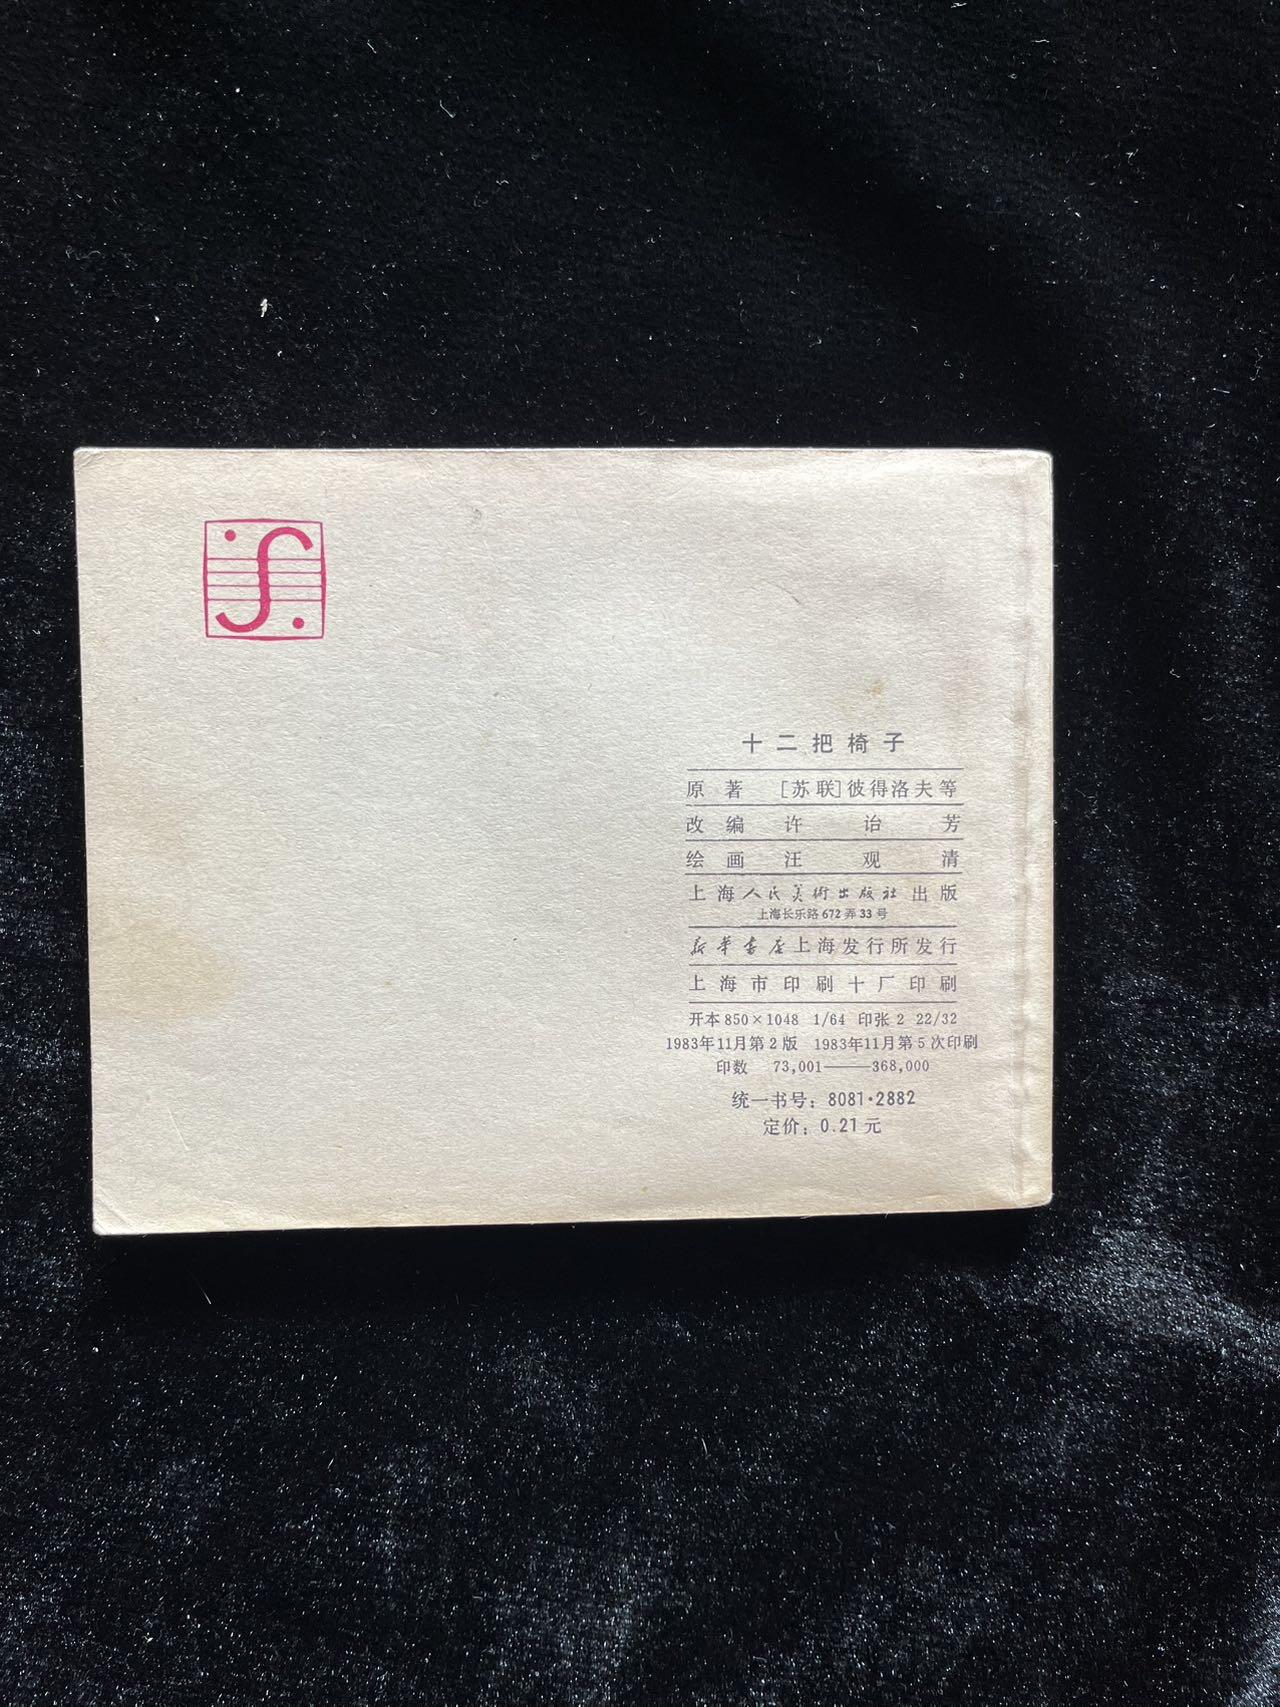 十二把椅子
原著 [苏联]彼得洛夫等
改编 许诒芳
绘画 汪观清
上海人民美術出版社出版
上海长乐路672弄33号
新华书店上海发行所发行
上海市印刷十厂印刷
开本 850×1048 1/64 印张 2 22/32
1983年11月第2版 1983年11月第5次印刷
印数 73,001——368,000
统一书号：8081·2882
定价：0.21元